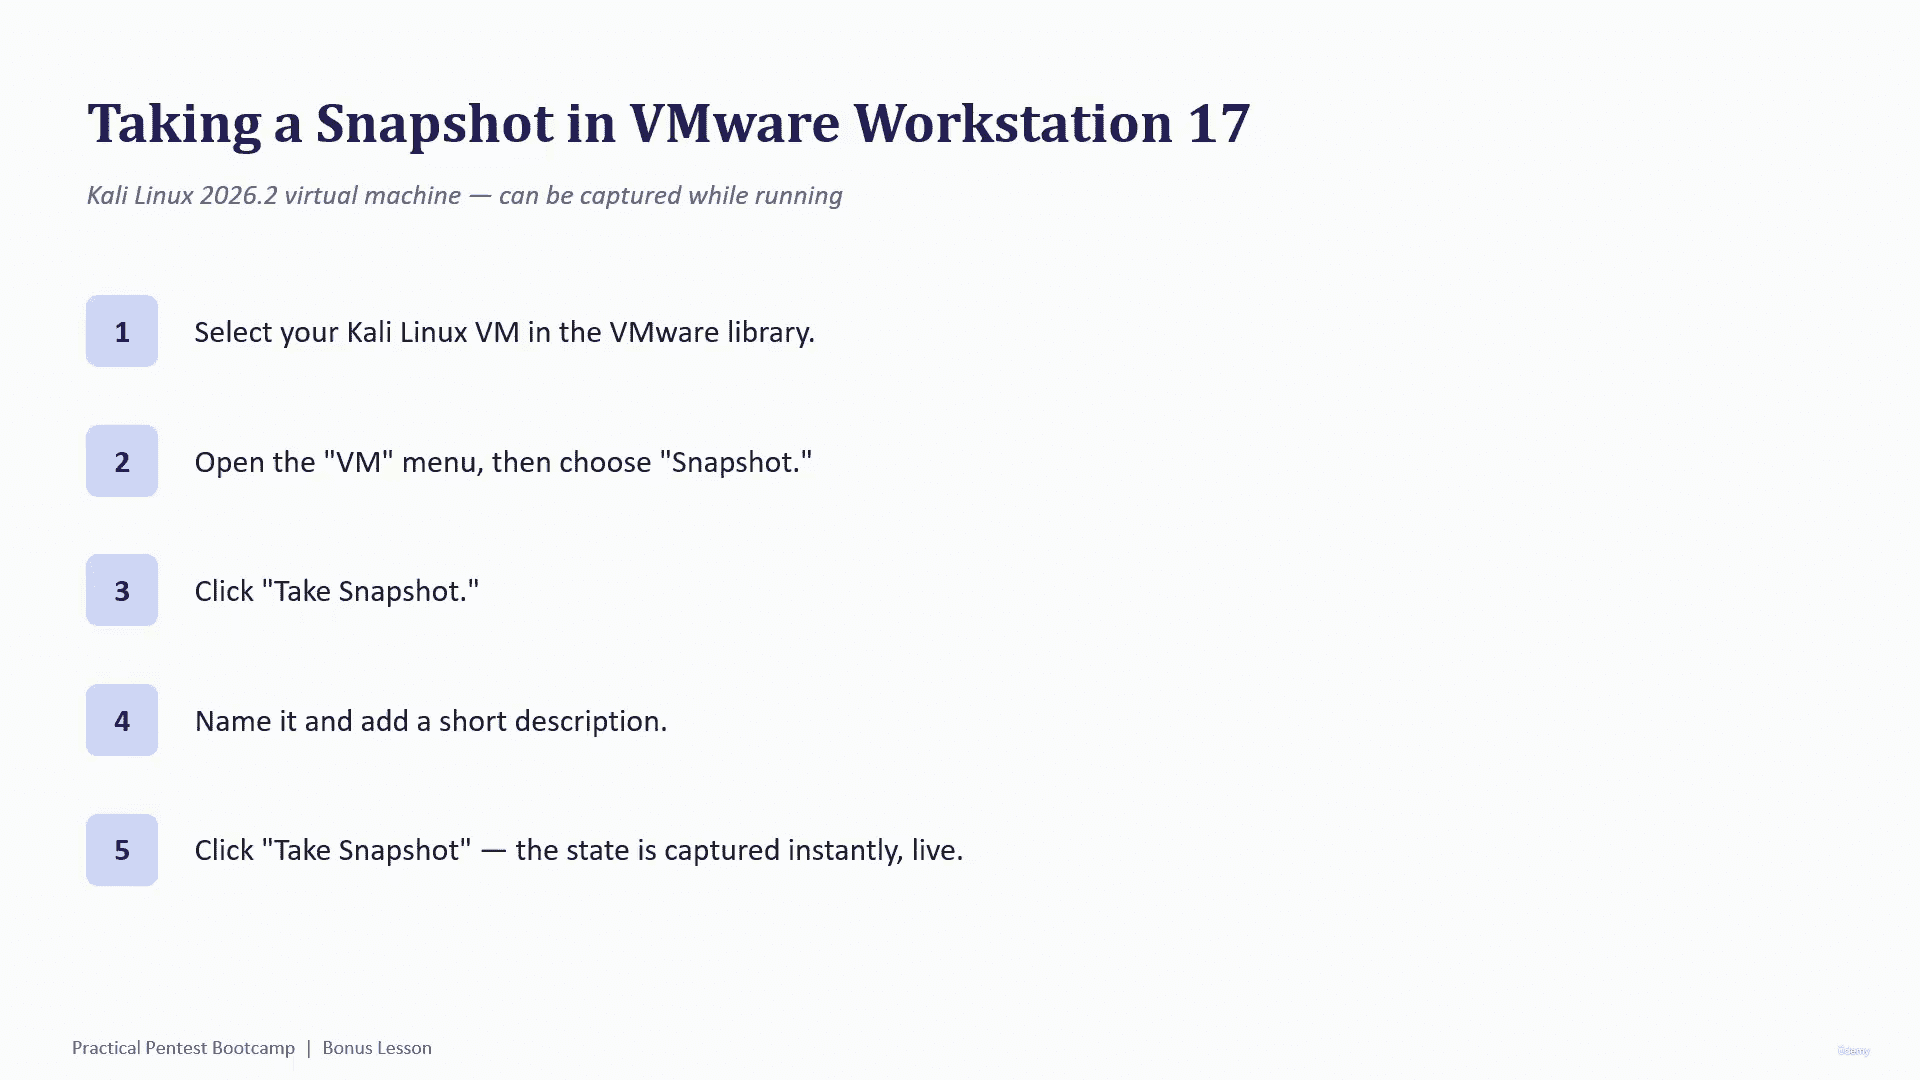 Taking a Snapshot in VMware Workstation 17
Kali Linux 2026.2 virtual machine — can be captured while running
1 Select your Kali Linux VM in the VMware library.
2 Open the "VM" menu, then choose "Snapshot."
3 Click "Take Snapshot."
4 Name it and add a short description.
5 Click "Take Snapshot" — the state is captured instantly, live.
Practical Pentest Bootcamp | Bonus Lesson
Udemy